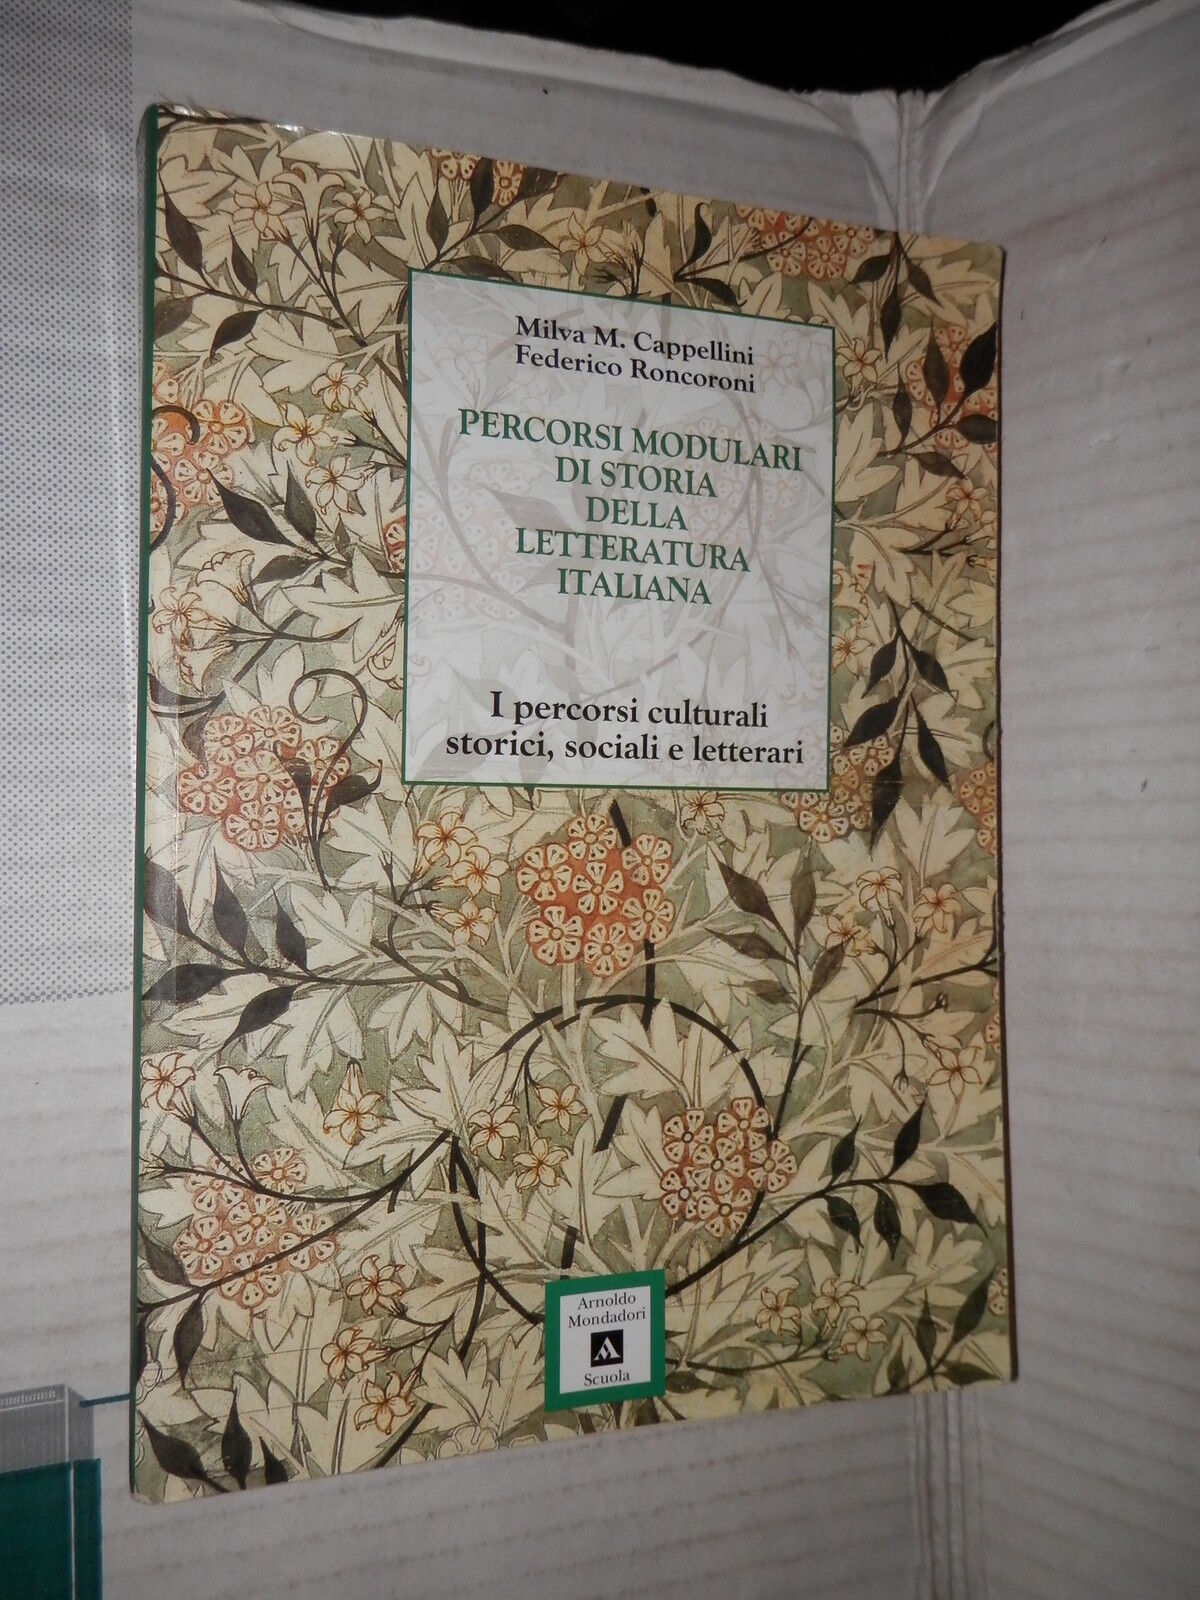 Milva M. Cappellini
Federico Roncoroni
PERCORSI MODULARI
DI STORIA
DELLA
LETTERATURA
ITALIANA
I percorsi culturali
storici, sociali e letterari
Arnoldo
Mondadori
Scuola